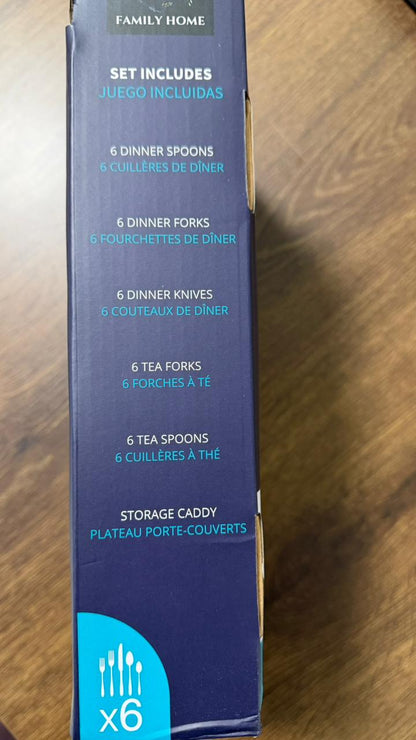 FAMILY HOME
SET INCLUDES
JUEGO INCLUIDAS
6 DINNER SPOONS
6 CUILLÈRES DE DÎNER
6 DINNER FORKS
6 FOURCHETTES DE DÎNER
6 DINNER KNIVES
6 COUTEAUX DE DÎNER
6 TEA FORKS
6 FORCHES À TÉ
6 TEA SPOONS
6 CUILLÈRES À THÉ
STORAGE CADDY
PLATEAU PORTE-COUVERTS
x6